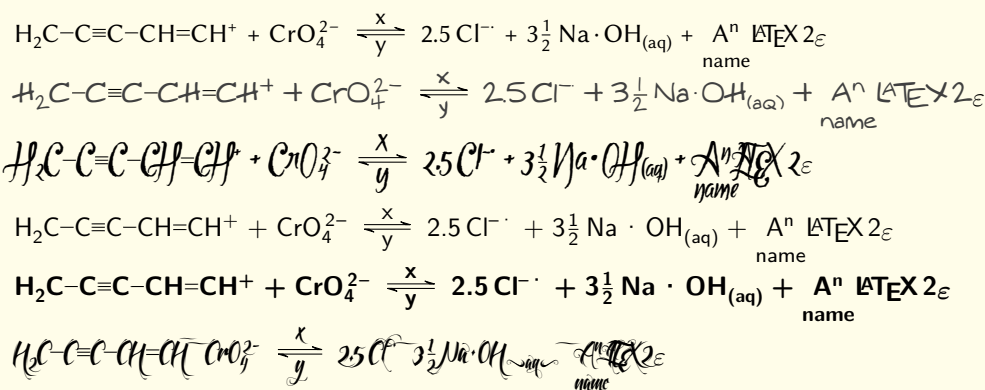 H₂C−C≡C−CH=CH⁺ + CrO₄²⁻ x ⇌ y 2.5 Cl⁻· + 3½ Na·OH(aq) + Aⁿ LATEX 2ε name
H₂C−C≡C−CH=CH⁺ + CrO₄²⁻ x ⇌ y 2.5 Cl⁻· + 3½ Na·OH(aq) + Aⁿ LATEX 2ε name
H₂C−C≡C−CH=CH⁺ + CrO₄²⁻ x ⇌ y 2.5 Cl⁻· + 3½ Na·OH(aq) + Aⁿ LATEX 2ε name
H₂C−C≡C−CH=CH⁺ + CrO₄²⁻ x ⇌ y 2.5 Cl⁻· + 3½ Na · OH(aq) + Aⁿ LATEX 2ε name
H₂C−C≡C−CH=CH⁺ + CrO₄²⁻ x ⇌ y 2.5 Cl⁻· + 3½ Na · OH(aq) + Aⁿ LATEX 2ε name
H₂C−C≡C−CH=CH CrO₄²⁻ x ⇌ y 2.5 Cl⁻ 3½ Na·OH aq Aⁿ LATEX 2ε name